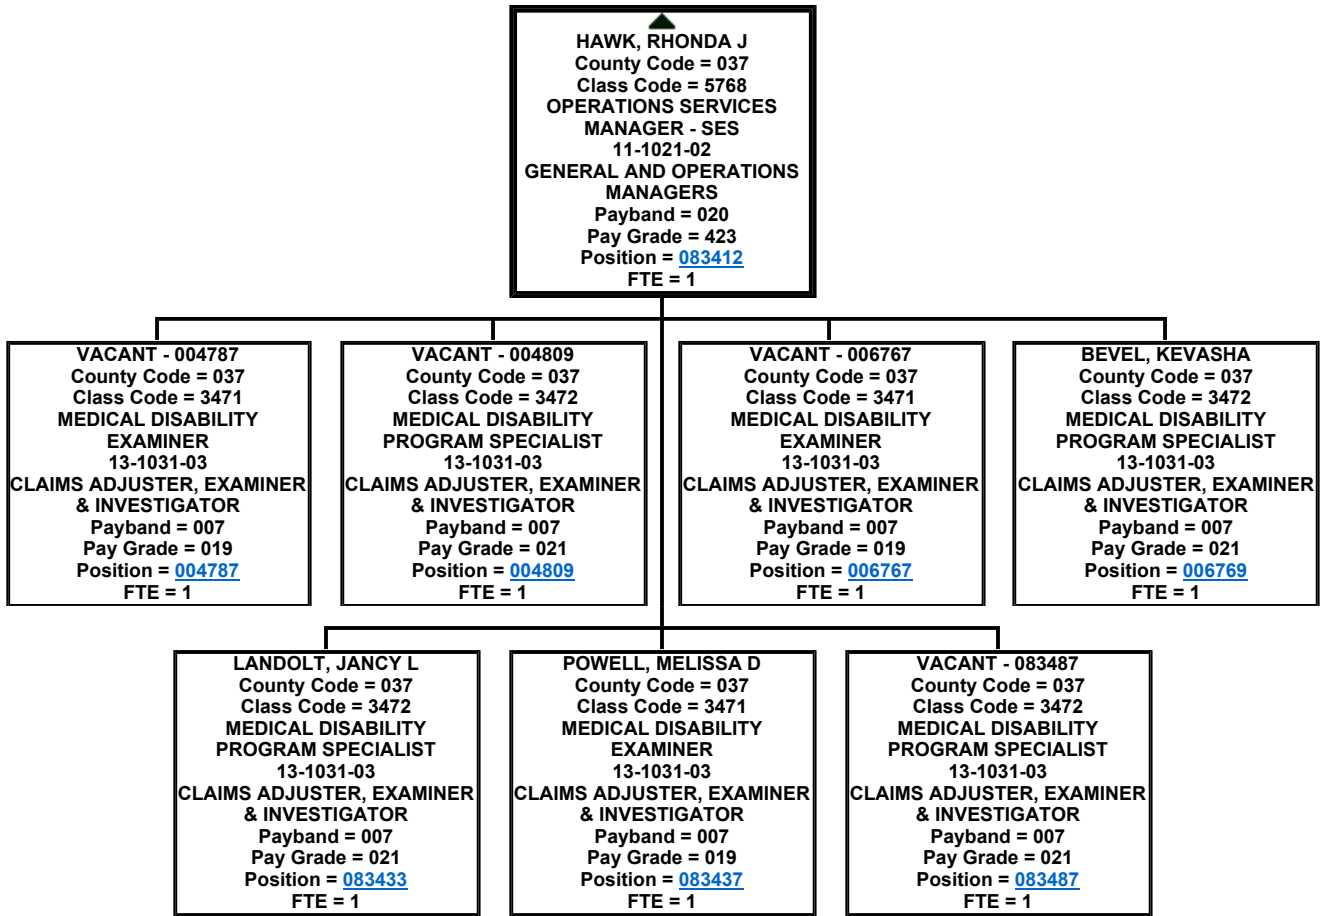 HAWK, RHONDA J
County Code = 037
Class Code = 5768
OPERATIONS SERVICES
MANAGER - SES
11-1021-02
GENERAL AND OPERATIONS
MANAGERS
Payband = 020
Pay Grade = 423
Position = 083412
FTE = 1
VACANT - 004787
County Code = 037
Class Code = 3471
MEDICAL DISABILITY
EXAMINER
13-1031-03
CLAIMS ADJUSTER, EXAMINER
& INVESTIGATOR
Payband = 007
Pay Grade = 019
Position = 004787
FTE = 1
VACANT - 004809
County Code = 037
Class Code = 3472
MEDICAL DISABILITY
PROGRAM SPECIALIST
13-1031-03
CLAIMS ADJUSTER, EXAMINER
& INVESTIGATOR
Payband = 007
Pay Grade = 021
Position = 004809
FTE = 1
VACANT - 006767
County Code = 037
Class Code = 3471
MEDICAL DISABILITY
EXAMINER
13-1031-03
CLAIMS ADJUSTER, EXAMINER
& INVESTIGATOR
Payband = 007
Pay Grade = 019
Position = 006767
FTE = 1
BEVEL, KEVASHA
County Code = 037
Class Code = 3472
MEDICAL DISABILITY
PROGRAM SPECIALIST
13-1031-03
CLAIMS ADJUSTER, EXAMINER
& INVESTIGATOR
Payband = 007
Pay Grade = 021
Position = 006769
FTE = 1
LANDOLT, JANCY L
County Code = 037
Class Code = 3472
MEDICAL DISABILITY
PROGRAM SPECIALIST
13-1031-03
CLAIMS ADJUSTER, EXAMINER
& INVESTIGATOR
Payband = 007
Pay Grade = 021
Position = 083433
FTE = 1
POWELL, MELISSA D
County Code = 037
Class Code = 3471
MEDICAL DISABILITY
EXAMINER
13-1031-03
CLAIMS ADJUSTER, EXAMINER
& INVESTIGATOR
Payband = 007
Pay Grade = 019
Position = 083437
FTE = 1
VACANT - 083487
County Code = 037
Class Code = 3472
MEDICAL DISABILITY
PROGRAM SPECIALIST
13-1031-03
CLAIMS ADJUSTER, EXAMINER
& INVESTIGATOR
Payband = 007
Pay Grade = 021
Position = 083487
FTE = 1